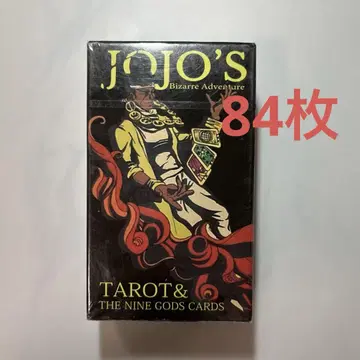 JOJO'S
Bizarre Adventure
84枚
TAROT&
THE NINE GODS CARDS